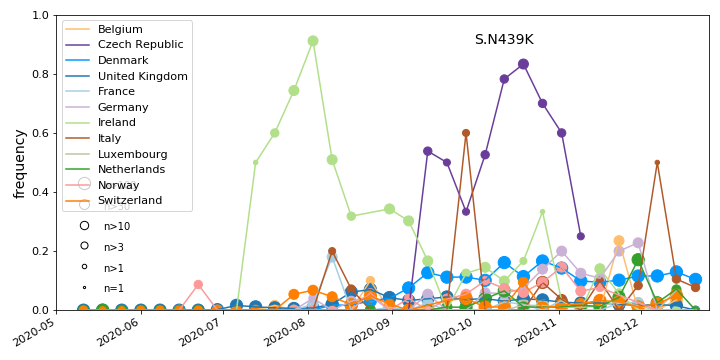 1.0
0.8
0.6
0.4
0.2
0.0
frequency
S.N439K
Belgium
Czech Republic
Denmark
United Kingdom
France
Germany
Ireland
Italy
Luxembourg
Netherlands
Norway
Switzerland
n>10
n>3
n>1
n=1
2020-05
2020-06
2020-07
2020-08
2020-09
2020-10
2020-11
2020-12